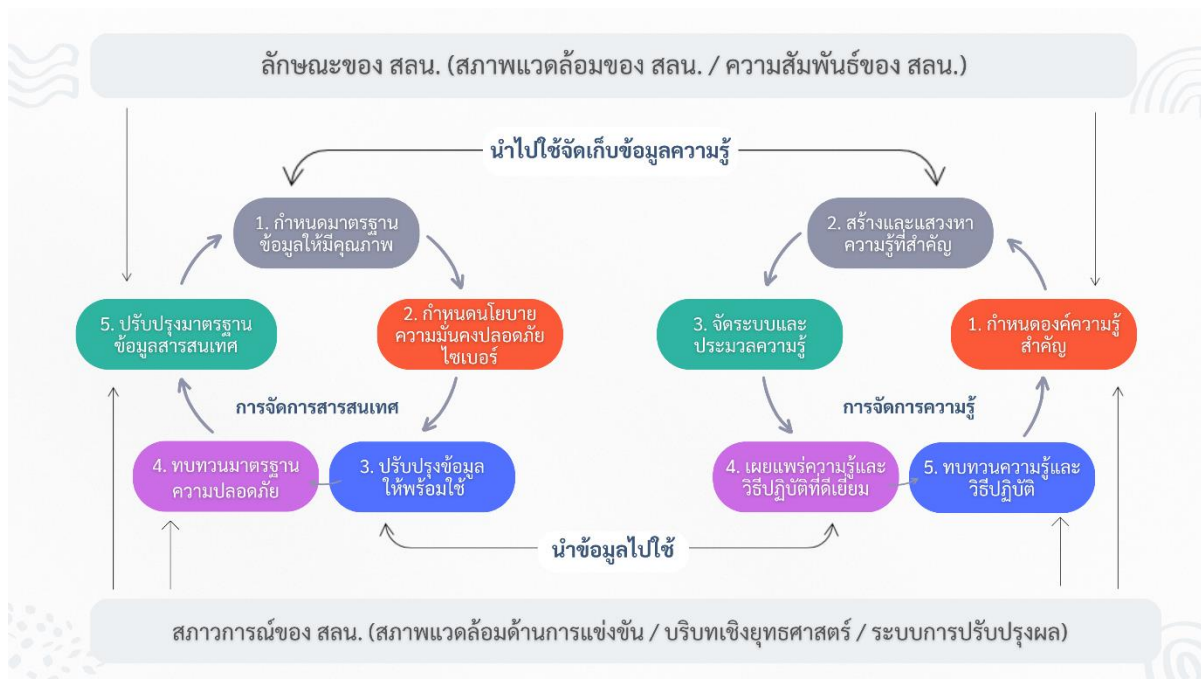 ลักษณะของ สลน. (สภาพแวดล้อมของ สลน. / ความสัมพันธ์ของ สลน.)
นำไปใช้จัดเก็บข้อมูลความรู้
1. กำหนดมาตรฐาน
ข้อมูลให้มีคุณภาพ
2. กำหนดนโยบาย
ความมั่นคงปลอดภัย
ไซเบอร์
3. ปรับปรุงข้อมูล
ให้พร้อมใช้
4. ทบทวนมาตรฐาน
ความปลอดภัย
5. ปรับปรุงมาตรฐาน
ข้อมูลสารสนเทศ
การจัดการสารสนเทศ
1. กำหนดองค์ความรู้
สำคัญ
2. สร้างและแสวงหา
ความรู้ที่สำคัญ
3. จัดระบบและ
ประมวลความรู้
4. เผยแพร่ความรู้และ
วิธีปฏิบัติที่ดีเยี่ยม
5. ทบทวนความรู้และ
วิธีปฏิบัติ
การจัดการความรู้
นำข้อมูลไปใช้
สภาวการณ์ของ สลน. (สภาพแวดล้อมด้านการแข่งขัน / บริบทเชิงยุทธศาสตร์ / ระบบการปรับปรุงผล)